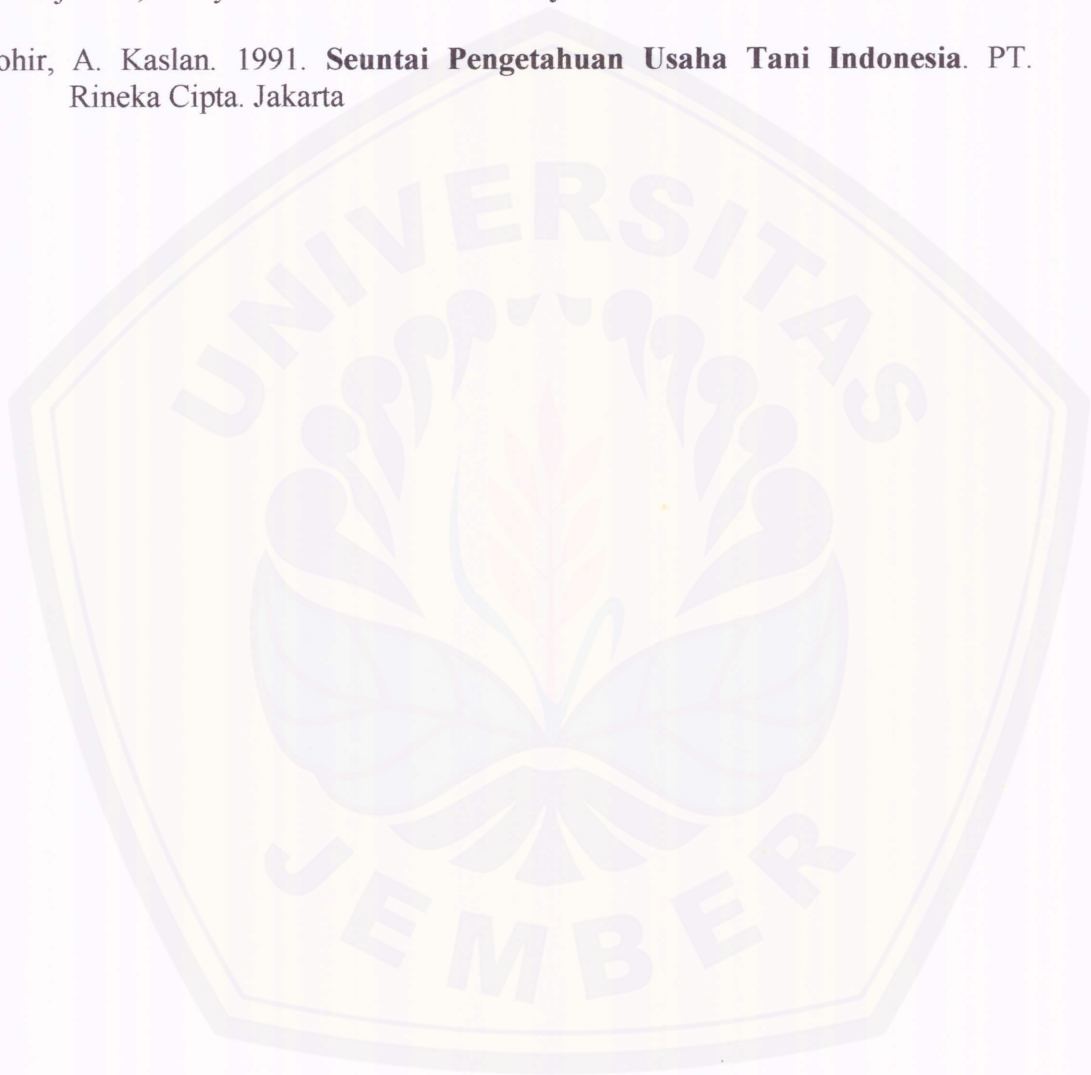 ohir, A. Kaslan. 1991. Seuntai Pengetahuan Usaha Tani Indonesia. PT.
Rineka Cipta. Jakarta
UNIVERSITAS
JEMBER